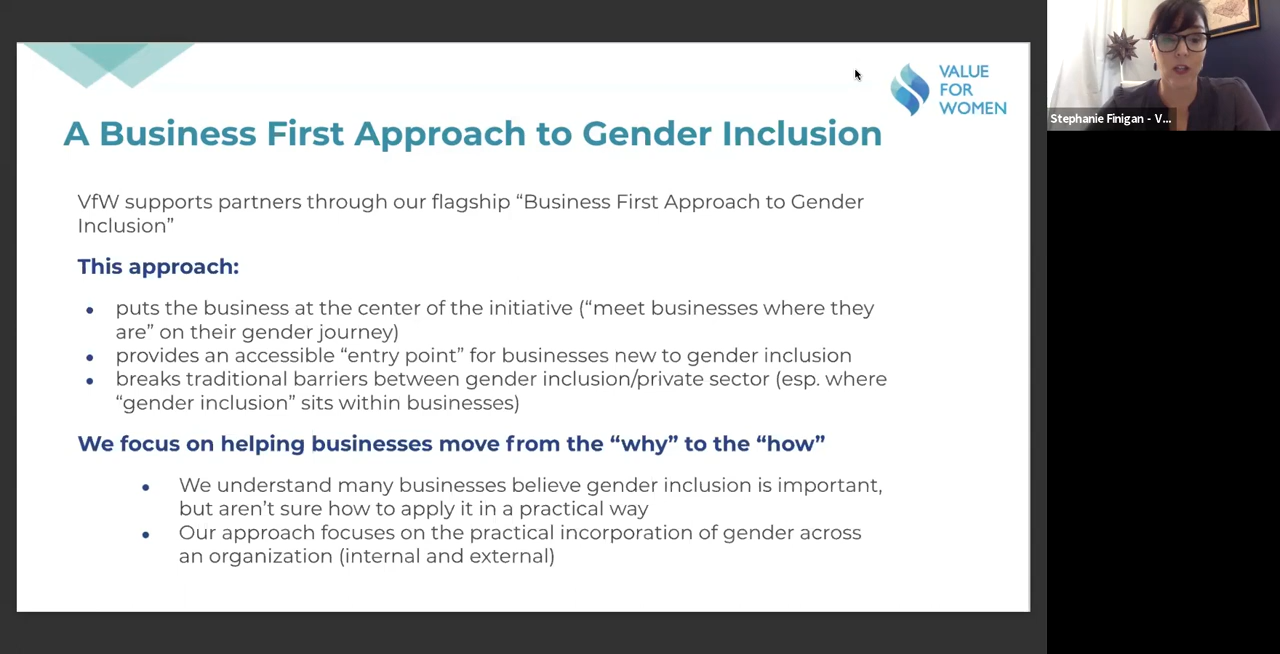 VALUE
FOR
WOMEN
A Business First Approach to Gender Inclusion
VfW supports partners through our flagship “Business First Approach to Gender
Inclusion”
This approach:
• puts the business at the center of the initiative (“meet businesses where they
are” on their gender journey)
• provides an accessible “entry point” for businesses new to gender inclusion
• breaks traditional barriers between gender inclusion/private sector (esp. where
“gender inclusion” sits within businesses)
We focus on helping businesses move from the “why” to the “how”
• We understand many businesses believe gender inclusion is important,
but aren’t sure how to apply it in a practical way
• Our approach focuses on the practical incorporation of gender across
an organization (internal and external)
Stephanie Finigan - V...